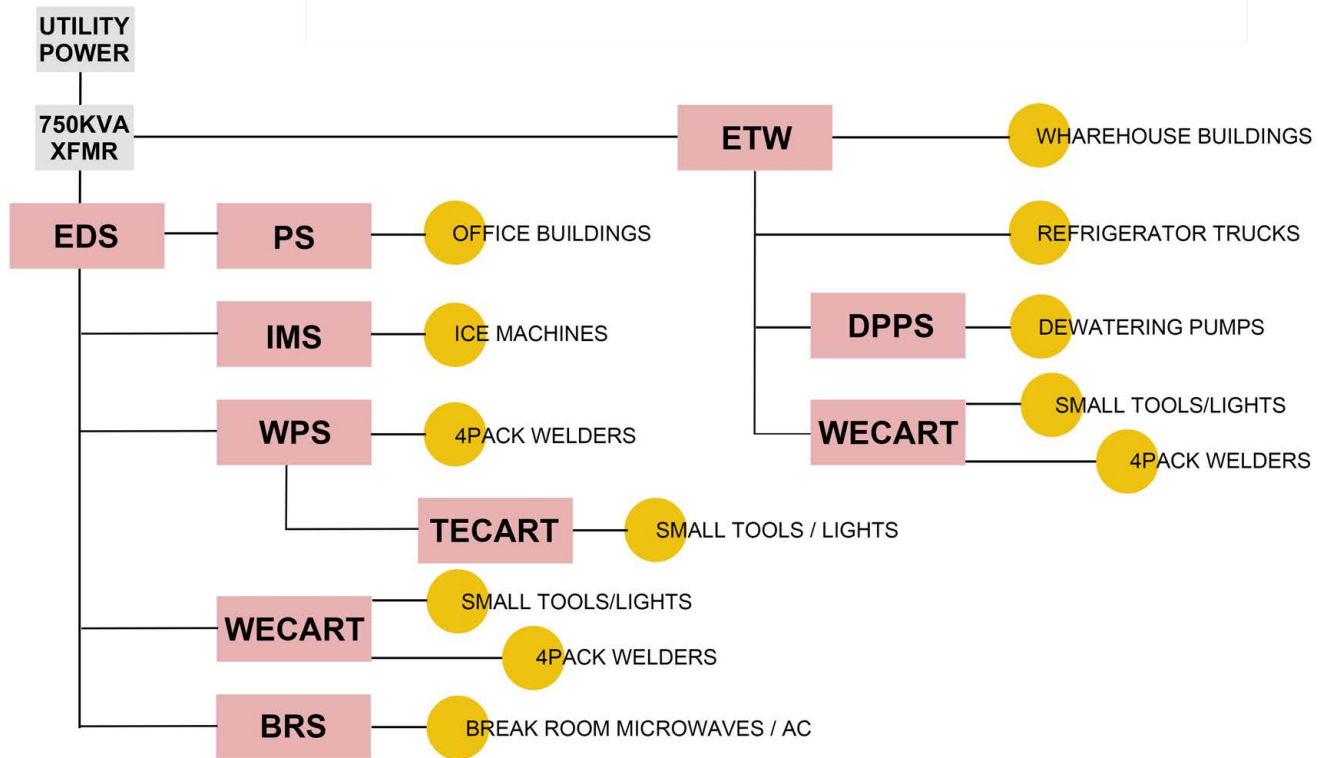 UTILITY
POWER
750KVA
XFMR
ETW
WHAREHOUSE BUILDINGS
EDS
PS
OFFICE BUILDINGS
REFRIGERATOR TRUCKS
IMS
ICE MACHINES
DPPS
DEWATERING PUMPS
WPS
4PACK WELDERS
WECART
SMALL TOOLS/LIGHTS
4PACK WELDERS
TECART
SMALL TOOLS / LIGHTS
WECART
SMALL TOOLS/LIGHTS
4PACK WELDERS
BRS
BREAK ROOM MICROWAVES / AC